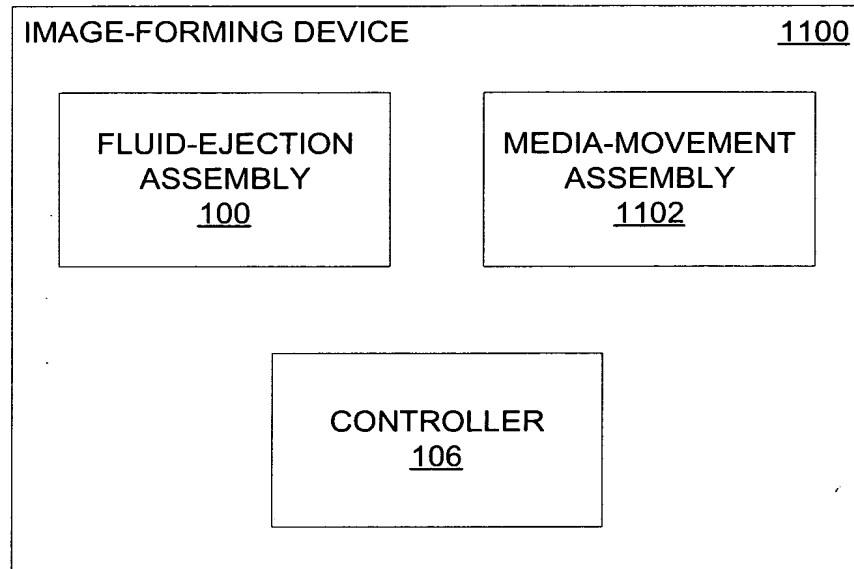 IMAGE-FORMING DEVICE 1100
FLUID-EJECTION
ASSEMBLY
100
MEDIA-MOVEMENT
ASSEMBLY
1102
CONTROLLER
106